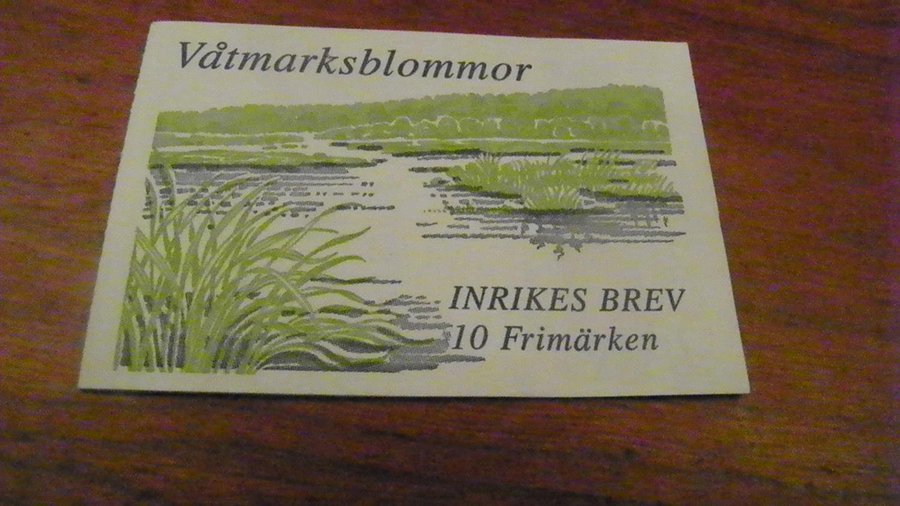 Våtmarksblommor
INRIKES BREV
10 Frimärken